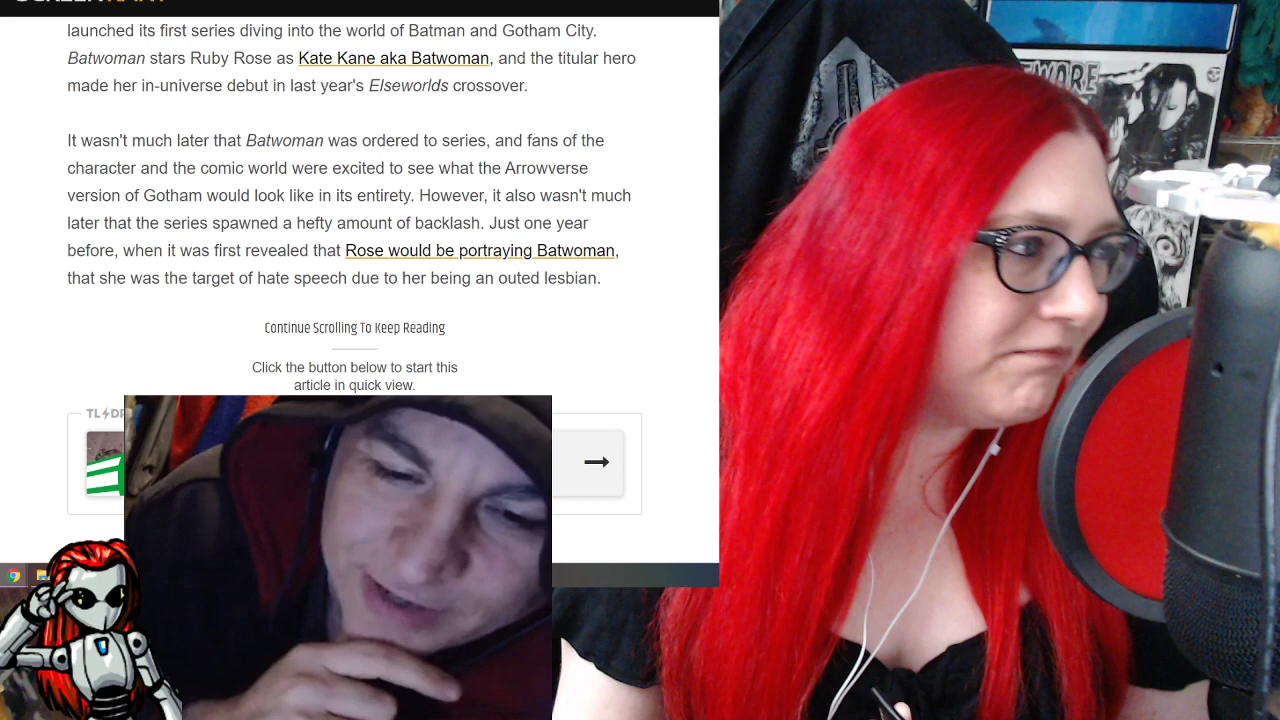 SCREENRANT
launched its first series diving into the world of Batman and Gotham City.
Batwoman stars Ruby Rose as Kate Kane aka Batwoman, and the titular hero
made her in-universe debut in last year's Elseworlds crossover.
It wasn't much later that Batwoman was ordered to series, and fans of the
character and the comic world were excited to see what the Arrowverse
version of Gotham would look like in its entirety. However, it also wasn't much
later that the series spawned a hefty amount of backlash. Just one year
before, when it was first revealed that Rose would be portraying Batwoman,
that she was the target of hate speech due to her being an outed lesbian.
Continue Scrolling To Keep Reading
Click the button below to start this
article in quick view.
TL DR